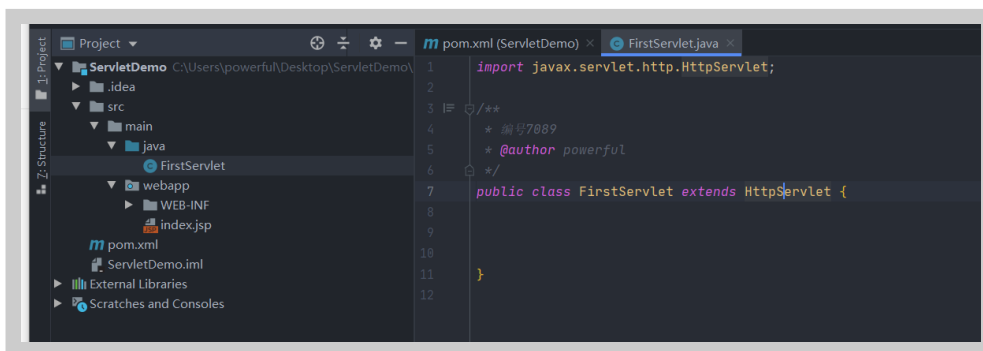 1: Project
Z: Structure
Project
ServletDemo C:\Users\powerful\Desktop\ServletDemo\
.idea
src
main
java
FirstServlet
webapp
WEB-INF
index.jsp
pom.xml
ServletDemo.iml
External Libraries
Scratches and Consoles
pom.xml (ServletDemo) FirstServlet.java
1 import javax.servlet.http.HttpServlet;
2
3 /**
4 * 编号7089
5 * @author powerful
6 */
7 public class FirstServlet extends HttpServlet {
8
9
10
11 }
12